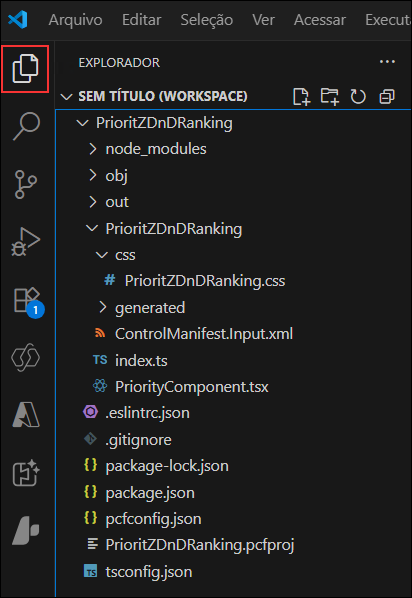 Arquivo Editar Seleção Ver Acessar Execut
EXPLORADOR
SEM TÍTULO (WORKSPACE)
PrioritZDnDRanking
node_modules
obj
out
PrioritZDnDRanking
css
# PrioritZDnDRanking.css
generated
1
ControlManifest.Input.xml
TS index.ts
PriorityComponent.tsx
.eslintrc.json
.gitignore
{} package-lock.json
{} package.json
{} pcfconfig.json
PrioritZDnDRanking.pcfproj
TS tsconfig.json